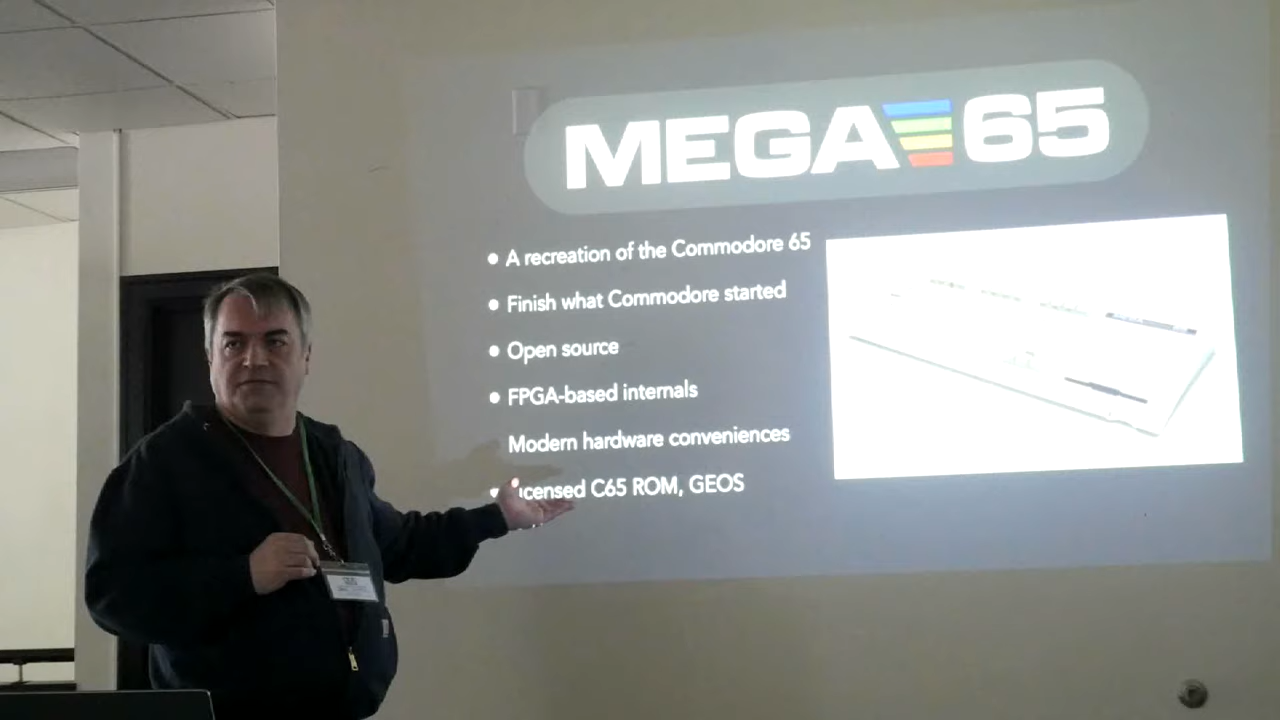 MEGA65
A recreation of the Commodore 65
Finish what Commodore started
Open source
FPGA-based internals
Modern hardware conveniences
C65 ROM, GEOS